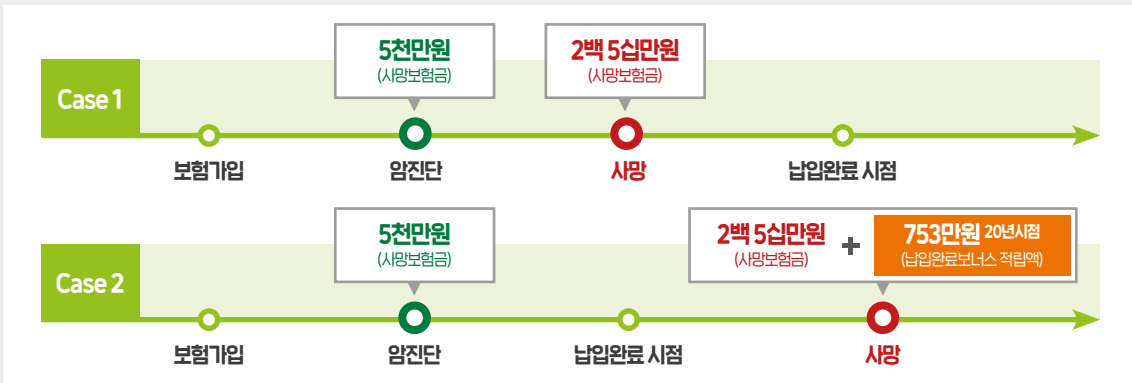 5천만원
(사망보험금)
2백 5십만원
(사망보험금)
Case 1
보험가입
암진단
사망
납입완료 시점
5천만원
(사망보험금)
2백 5십만원
(사망보험금)
+
753만원 20년시점
(납입완료보너스 적립액)
Case 2
보험가입
암진단
납입완료 시점
사망